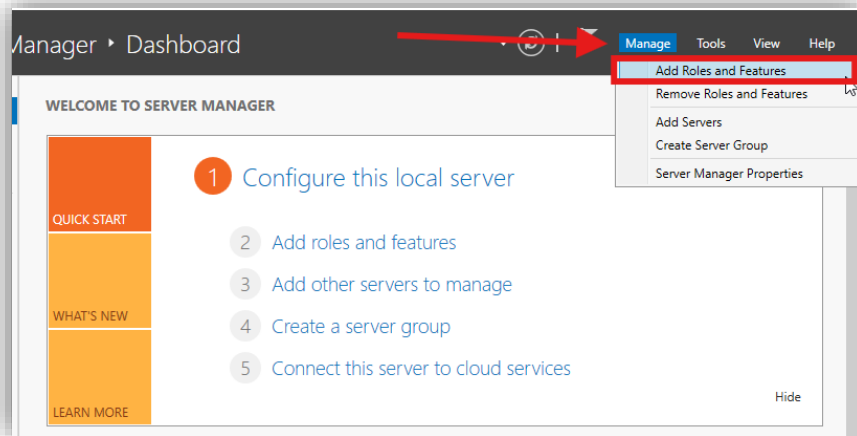 Manager ‣ Dashboard
Manage Tools View Help
Add Roles and Features
Remove Roles and Features
Add Servers
Create Server Group
Server Manager Properties
WELCOME TO SERVER MANAGER
QUICK START
WHAT'S NEW
LEARN MORE
1 Configure this local server
2 Add roles and features
3 Add other servers to manage
4 Create a server group
5 Connect this server to cloud services
Hide